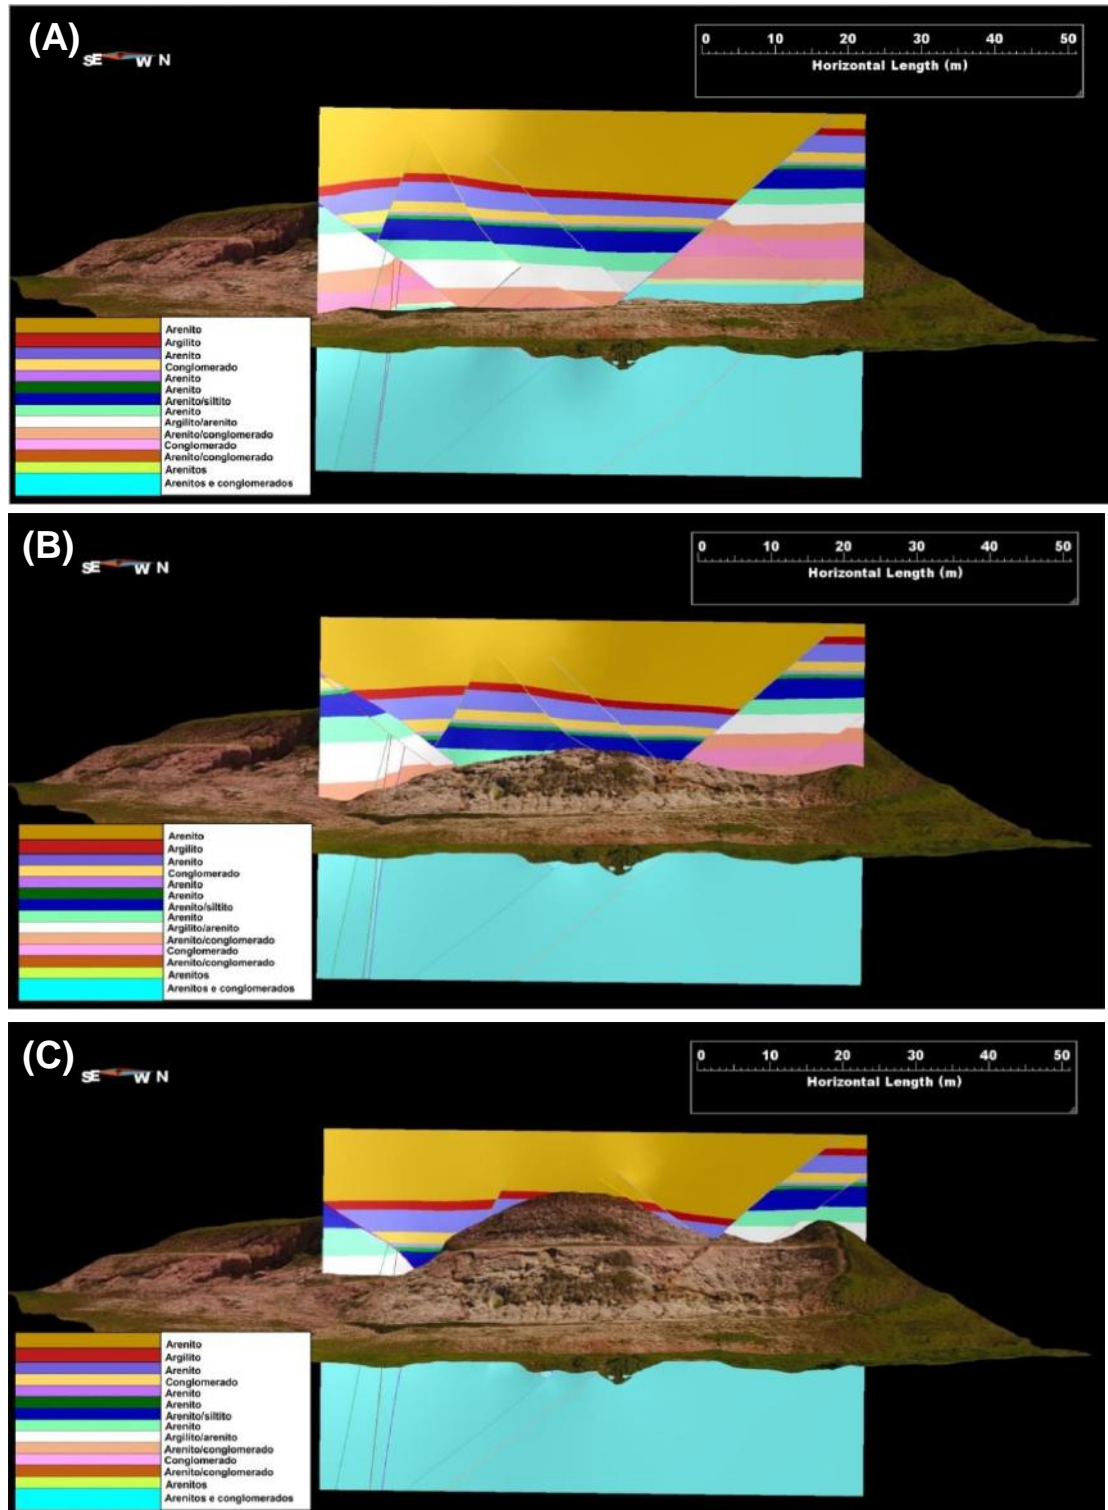 (A)
SE W N
0 10 20 30 40 50
Horizontal Length (m)
Arenito
Argilito
Arenito
Conglomerado
Arenito
Arenito
Arenito/siltito
Arenito
Argilito/arenito
Arenito/conglomerado
Conglomerado
Arenito/conglomerado
Arenitos
Arenitos e conglomerados
(B)
SE W N
0 10 20 30 40 50
Horizontal Length (m)
Arenito
Argilito
Arenito
Conglomerado
Arenito
Arenito
Arenito/siltito
Arenito
Argilito/arenito
Arenito/conglomerado
Conglomerado
Arenito/conglomerado
Arenitos
Arenitos e conglomerados
(C)
SE W N
0 10 20 30 40 50
Horizontal Length (m)
Arenito
Argilito
Arenito
Conglomerado
Arenito
Arenito
Arenito/siltito
Arenito
Argilito/arenito
Arenito/conglomerado
Conglomerado
Arenito/conglomerado
Arenitos
Arenitos e conglomerados